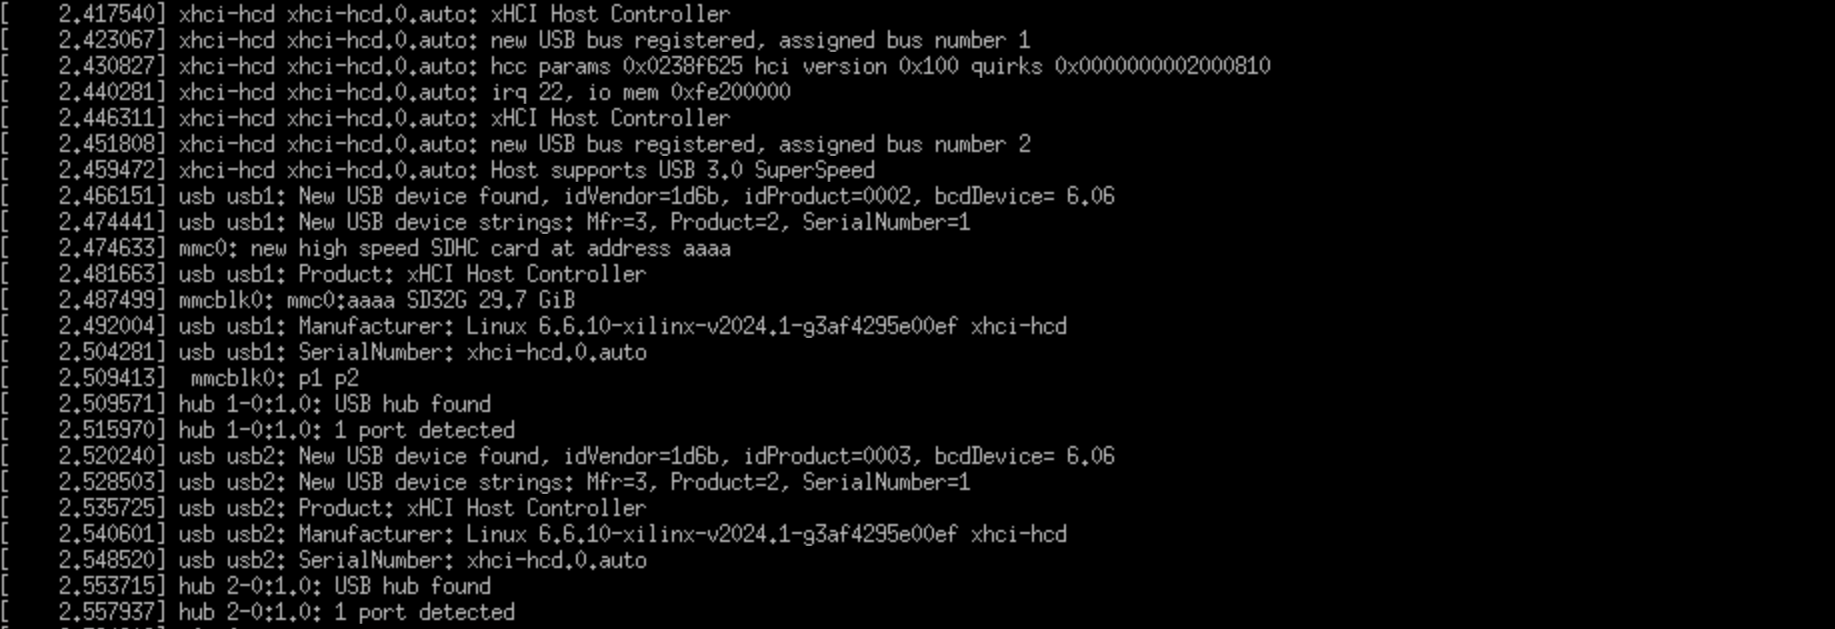 [    2.417540] xhci-hcd xhci-hcd.0.auto: xHCI Host Controller
[    2.423067] xhci-hcd xhci-hcd.0.auto: new USB bus registered, assigned bus number 1
[    2.430827] xhci-hcd xhci-hcd.0.auto: hcc params 0x0238f625 hci version 0x100 quirks 0x0000000002000810
[    2.440281] xhci-hcd xhci-hcd.0.auto: irq 22, io mem 0xfe200000
[    2.446311] xhci-hcd xhci-hcd.0.auto: xHCI Host Controller
[    2.451808] xhci-hcd xhci-hcd.0.auto: new USB bus registered, assigned bus number 2
[    2.459472] xhci-hcd xhci-hcd.0.auto: Host supports USB 3.0 SuperSpeed
[    2.466151] usb usb1: New USB device found, idVendor=1d6b, idProduct=0002, bcdDevice= 6.06
[    2.474441] usb usb1: New USB device strings: Mfr=3, Product=2, SerialNumber=1
[    2.474633] mmc0: new high speed SDHC card at address aaaa
[    2.481663] usb usb1: Product: xHCI Host Controller
[    2.487499] mmcblk0: mmc0:aaaa SD32G 29.7 GiB
[    2.492004] usb usb1: Manufacturer: Linux 6.6.10-xilinx-v2024.1-g3af4295e00ef xhci-hcd
[    2.504281] usb usb1: SerialNumber: xhci-hcd.0.auto
[    2.509413]  mmcblk0: p1 p2
[    2.509571] hub 1-0:1.0: USB hub found
[    2.515970] hub 1-0:1.0: 1 port detected
[    2.520240] usb usb2: New USB device found, idVendor=1d6b, idProduct=0003, bcdDevice= 6.06
[    2.528503] usb usb2: New USB device strings: Mfr=3, Product=2, SerialNumber=1
[    2.535725] usb usb2: Product: xHCI Host Controller
[    2.540601] usb usb2: Manufacturer: Linux 6.6.10-xilinx-v2024.1-g3af4295e00ef xhci-hcd
[    2.548520] usb usb2: SerialNumber: xhci-hcd.0.auto
[    2.553715] hub 2-0:1.0: USB hub found
[    2.557937] hub 2-0:1.0: 1 port detected